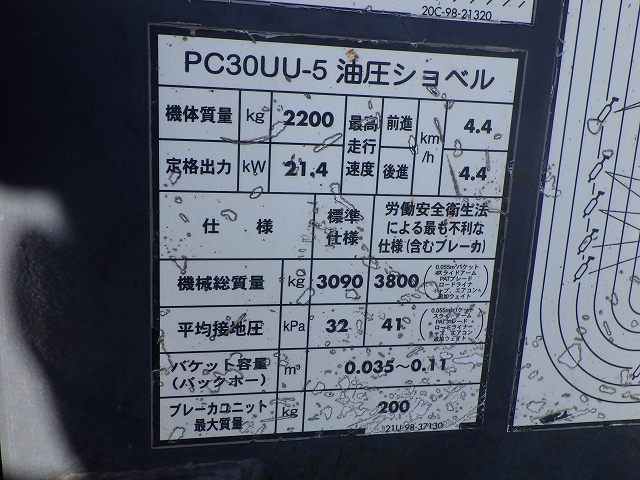 20C-98-21320
PC30UU-5 油圧ショベル
機体質量 kg 2200 最高走行速度 前進 km/h 4.4
定格出力 kW 21.4 後進 4.4
仕 様 標準仕様 労働安全衛生法
による最も不利な
仕様(含むブレーカ)
機械総質量 kg 3090 3800
平均接地圧 kPa 32 41
バケット容量
(バックホー) m³ 0.035~0.11
ブレーカユニット
最大質量 kg 200
21U-98-37130